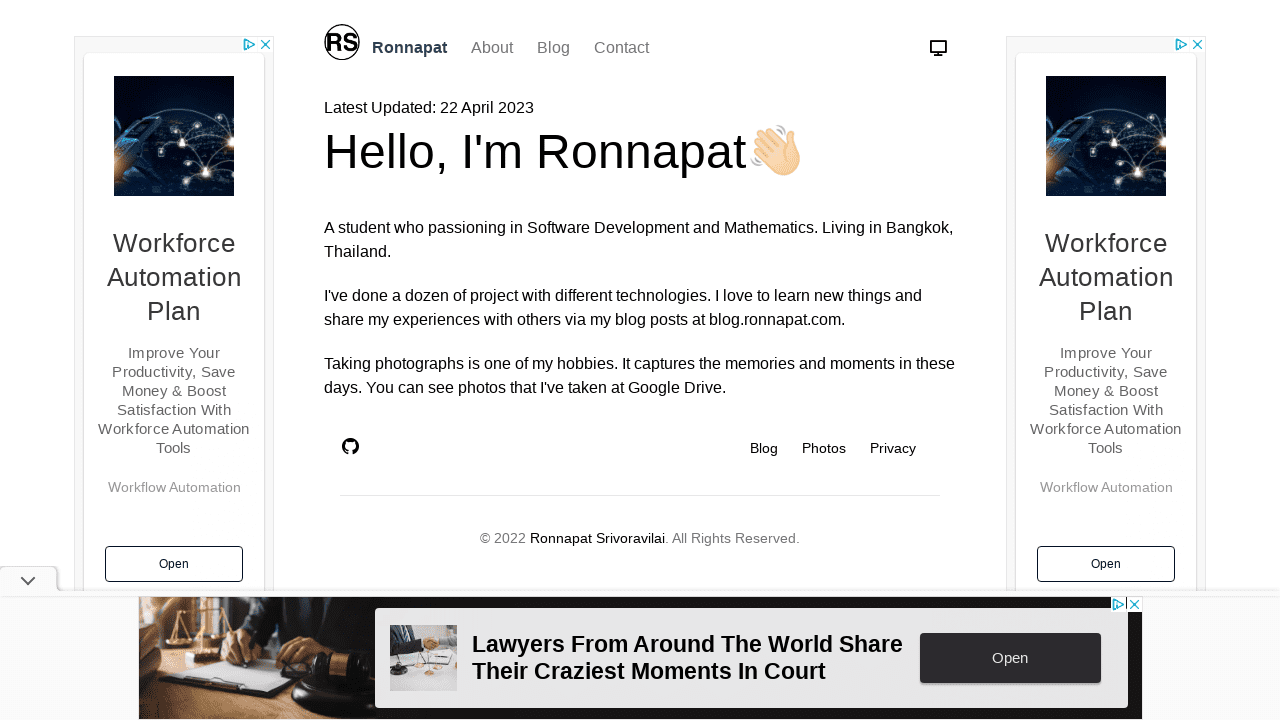 RS
Ronnapat About Blog Contact
Latest Updated: 22 April 2023
Hello, I'm Ronnapat👋🏼
A student who passioning in Software Development and Mathematics. Living in Bangkok,
Thailand.
I've done a dozen of project with different technologies. I love to learn new things and
share my experiences with others via my blog posts at blog.ronnapat.com.
Taking photographs is one of my hobbies. It captures the memories and moments in these
days. You can see photos that I've taken at Google Drive.
Blog Photos Privacy
© 2022 Ronnapat Srivoravilai. All Rights Reserved.
Workforce
Automation
Plan
Improve Your
Productivity, Save
Money & Boost
Satisfaction With
Workforce Automation
Tools
Workflow Automation
Open
Workforce
Automation
Plan
Improve Your
Productivity, Save
Money & Boost
Satisfaction With
Workforce Automation
Tools
Workflow Automation
Open
Lawyers From Around The World Share
Their Craziest Moments In Court
Open